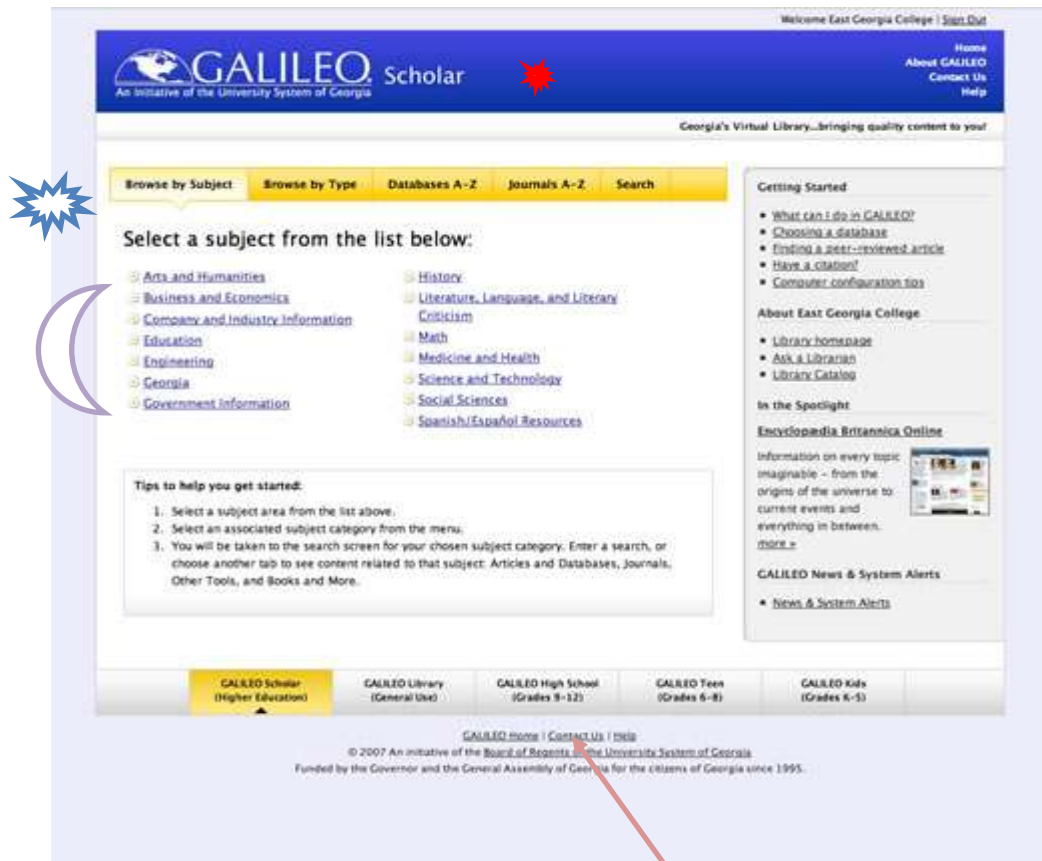 Welcome East Georgia College | Sign Out
GALILEO Scholar
An Initiative of the University System of Georgia
Home
About GALILEO
Contact Us
Help
Georgia's Virtual Library...bringing quality content to you!
Browse by Subject Browse by Type Databases A-Z Journals A-Z Search
Select a subject from the list below:
Arts and Humanities
Business and Economics
Company and Industry Information
Education
Engineering
Georgia
Government Information
History
Literature, Language, and Literary
Criticism
Math
Medicine and Health
Science and Technology
Social Sciences
Spanish/Español Resources
Tips to help you get started:
1. Select a subject area from the list above.
2. Select an associated subject category from the menu.
3. You will be taken to the search screen for your chosen subject category. Enter a search, or
choose another tab to see content related to that subject: Articles and Databases, Journals,
Other Tools, and Books and More.
Getting Started
What can I do in GALILEO?
Choosing a database
Finding a peer-reviewed article
Have a citation?
Computer configuration tips
About East Georgia College
Library homepage
Ask a Librarian
Library Catalog
In the Spotlight
Encyclopædia Britannica Online
Information on every topic
imaginable – from the
origins of the universe to
current events and
everything in between.
more »
GALILEO News & System Alerts
News & System Alerts
GALILEO Scholar
(Higher Education)
GALILEO Library
(General Use)
GALILEO High School
(Grades 9-12)
GALILEO Teen
(Grades 6-8)
GALILEO Kids
(Grades K-5)
GALILEO Home | Contact Us | Help
© 2007 An initiative of the Board of Regents of the University System of Georgia
Funded by the Governor and the General Assembly of Georgia for the citizens of Georgia since 1995.